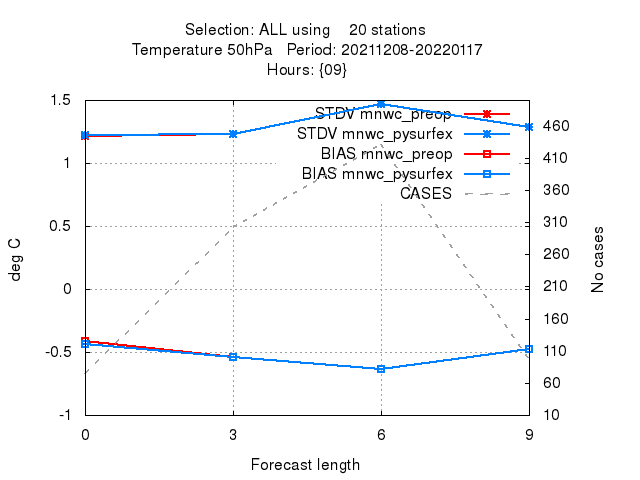 Selection: ALL using    20 stations
Temperature 50hPa   Period: 20211208-20220117
Hours: {09}
STDV mnwc_preop
STDV mnwc_pysurfex
BIAS mnwc_preop
BIAS mnwc_pysurfex
CASES
1.5
1
0.5
0
-0.5
-1
deg C
460
410
360
310
260
210
160
110
60
10
No cases
0 3 6 9
Forecast length